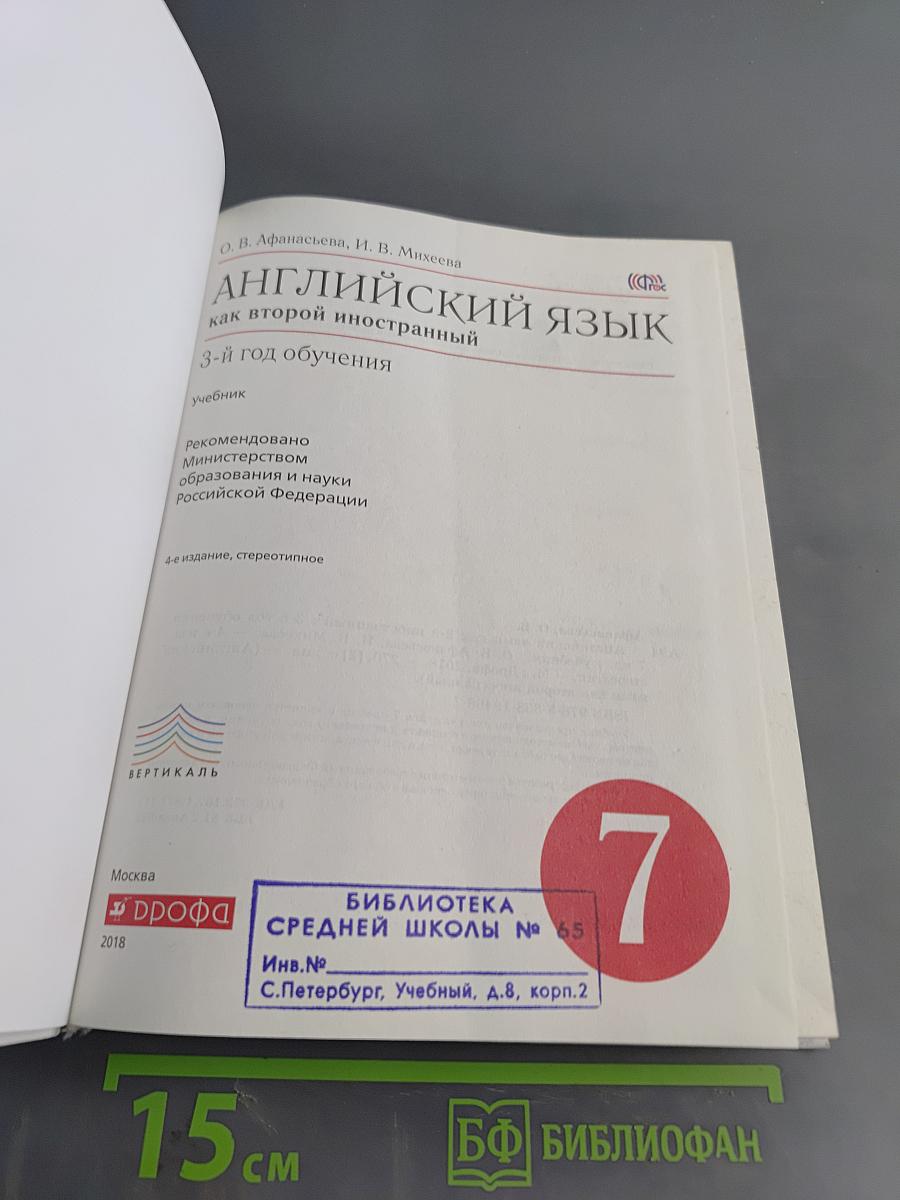 О. В. Афанасьева, И. В. Михеева
ФГОС
АНГЛИЙСКИЙ ЯЗЫК
как второй иностранный
3-й год обучения
учебник
Рекомендовано
Министерством
образования и науки
Российской Федерации
4-е издание, стереотипное
ВЕРТИКАЛЬ
7
Москва
ДРОФА
2018
БИБЛИОТЕКА
СРЕДНЕЙ ШКОЛЫ № 65
Инв.№
С.Петербург, Учебный, д.8, корп.2
15 см
БФ БИБЛИОФАН